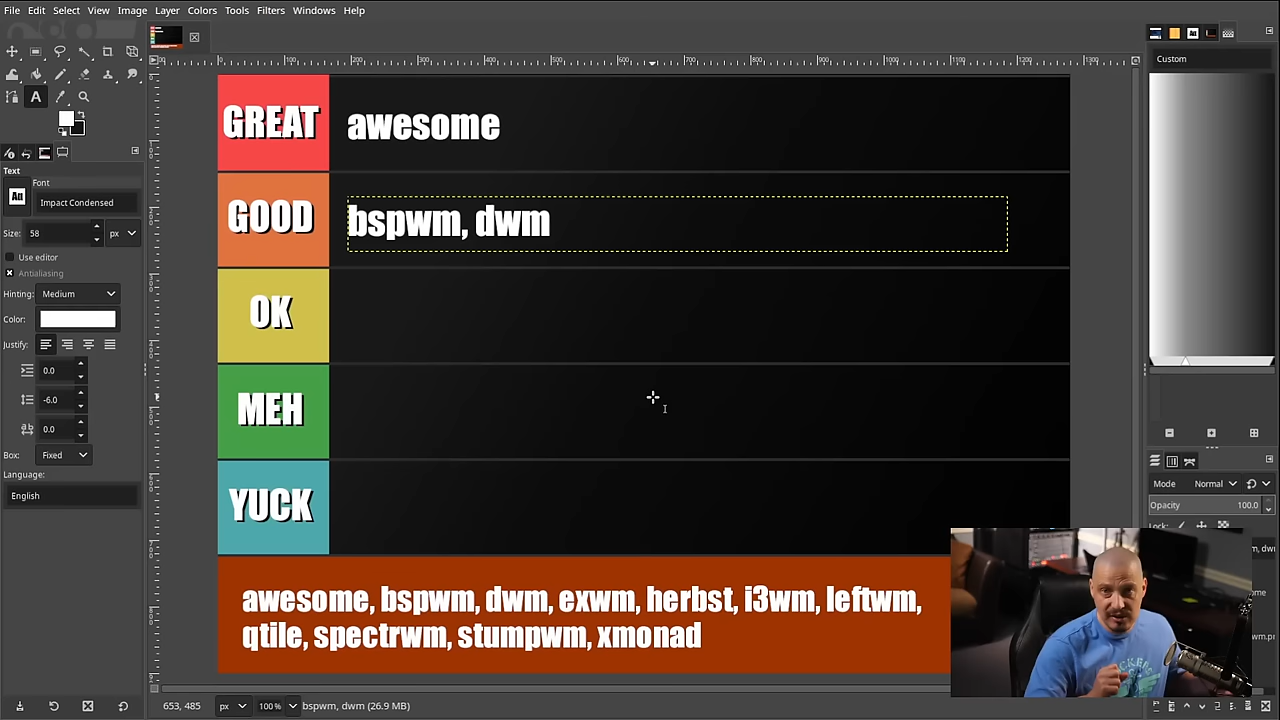 File Edit Select View Image Layer Colors Tools Filters Windows Help
Custom
Text
Font
Impact Condensed
Size: 58 px
Use editor
Antialiasing
Hinting: Medium
Color:
Justify:
0.0
-6.0
0.0
Box: Fixed
Language:
English
GREAT awesome
GOOD bspwm, dwm
OK
MEH
YUCK
awesome, bspwm, dwm, exwm, herbst, i3wm, leftwm,
qtile, spectrwm, stumpwm, xmonad
Mode Normal
Opacity 100.0
Lock:
653, 485 px 100 % bspwm, dwm (26.9 MB)